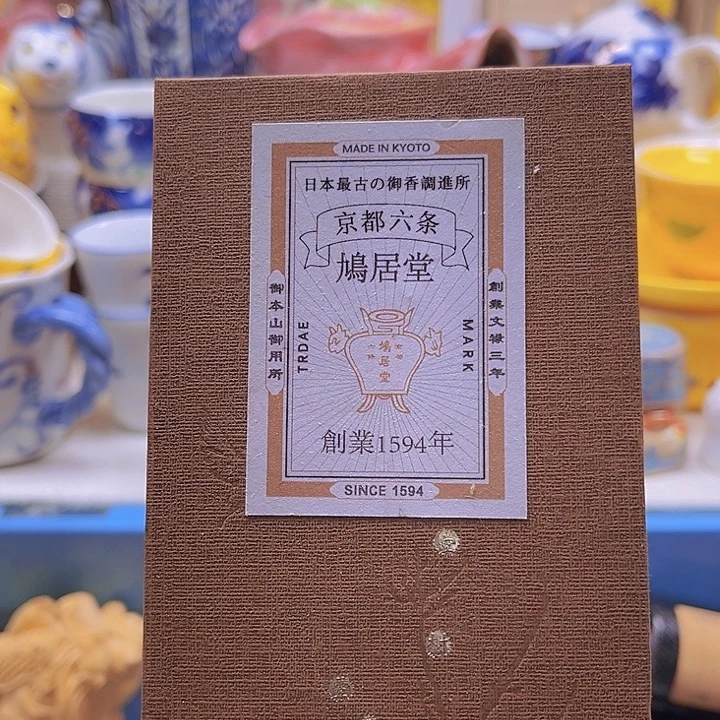 MADE IN KYOTO
日本最古の御香調進所
京都六条
鳩居堂
御本山御用所
TRDAE
MARK
創業文禄三年
鳩居堂
創業1594年
SINCE 1594